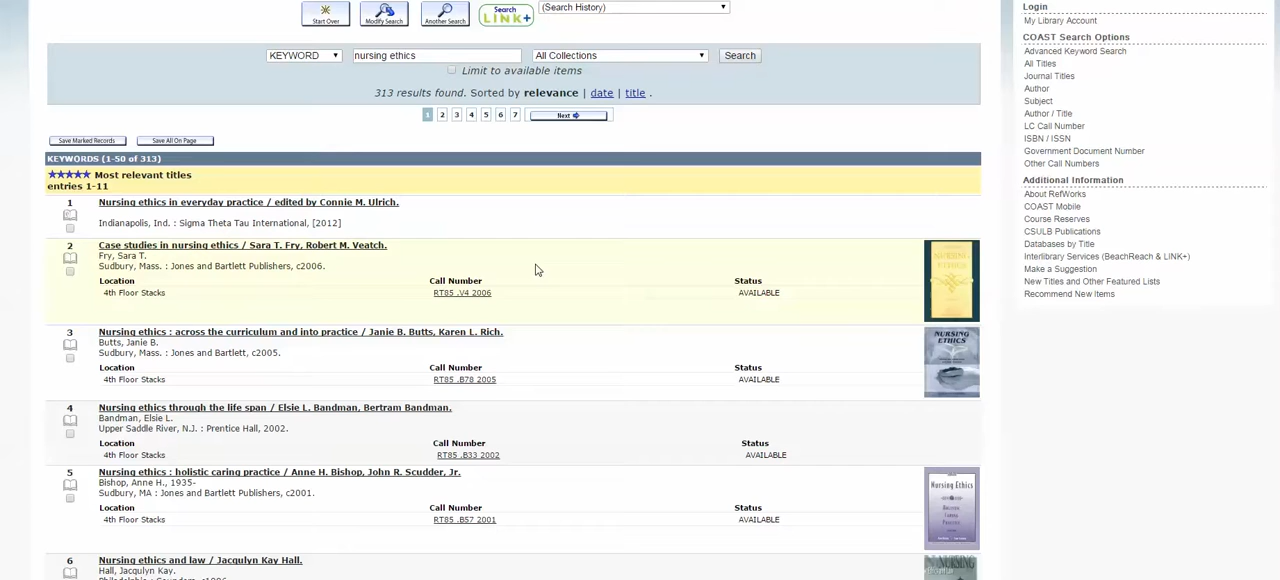 Start Over
Modify Search
Another Search
Search
LINK+
(Search History)
KEYWORD
nursing ethics
All Collections
Search
Limit to available items
313 results found. Sorted by relevance | date | title .
1 2 3 4 5 6 7 Next
Save Marked Records
Save All On Page
KEYWORDS (1-50 of 313)
Most relevant titles
entries 1-11
1
Nursing ethics in everyday practice / edited by Connie M. Ulrich.
Indianapolis, Ind. : Sigma Theta Tau International, [2012]
2
Case studies in nursing ethics / Sara T. Fry, Robert M. Veatch.
Fry, Sara T.
Sudbury, Mass. : Jones and Bartlett Publishers, c2006.
Location Call Number Status
4th Floor Stacks RT85 .V4 2006 AVAILABLE
NURSING
ETHICS
3
Nursing ethics : across the curriculum and into practice / Janie B. Butts, Karen L. Rich.
Butts, Janie B.
Sudbury, Mass. : Jones and Bartlett, c2005.
Location Call Number Status
4th Floor Stacks RT85 .B78 2005 AVAILABLE
NURSING
ETHICS
4
Nursing ethics through the life span / Elsie L. Bandman, Bertram Bandman.
Bandman, Elsie L.
Upper Saddle River, N.J. : Prentice Hall, 2002.
Location Call Number Status
4th Floor Stacks RT85 .B33 2002 AVAILABLE
5
Nursing ethics : holistic caring practice / Anne H. Bishop, John R. Scudder, Jr.
Bishop, Anne H., 1935-
Sudbury, MA : Jones and Bartlett Publishers, c2001.
Location Call Number Status
4th Floor Stacks RT85 .B57 2001 AVAILABLE
Nursing Ethics
6
Nursing ethics and law / Jacqulyn Kay Hall.
Hall, Jacqulyn Kay.
Philadelphia : Saunders, c1996.
NURSING
Login
My Library Account
COAST Search Options
Advanced Keyword Search
All Titles
Journal Titles
Author
Subject
Author / Title
LC Call Number
ISBN / ISSN
Government Document Number
Other Call Numbers
Additional Information
About RefWorks
COAST Mobile
Course Reserves
CSULB Publications
Databases by Title
Interlibrary Services (BeachReach & LINK+)
Make a Suggestion
New Titles and Other Featured Lists
Recommend New Items